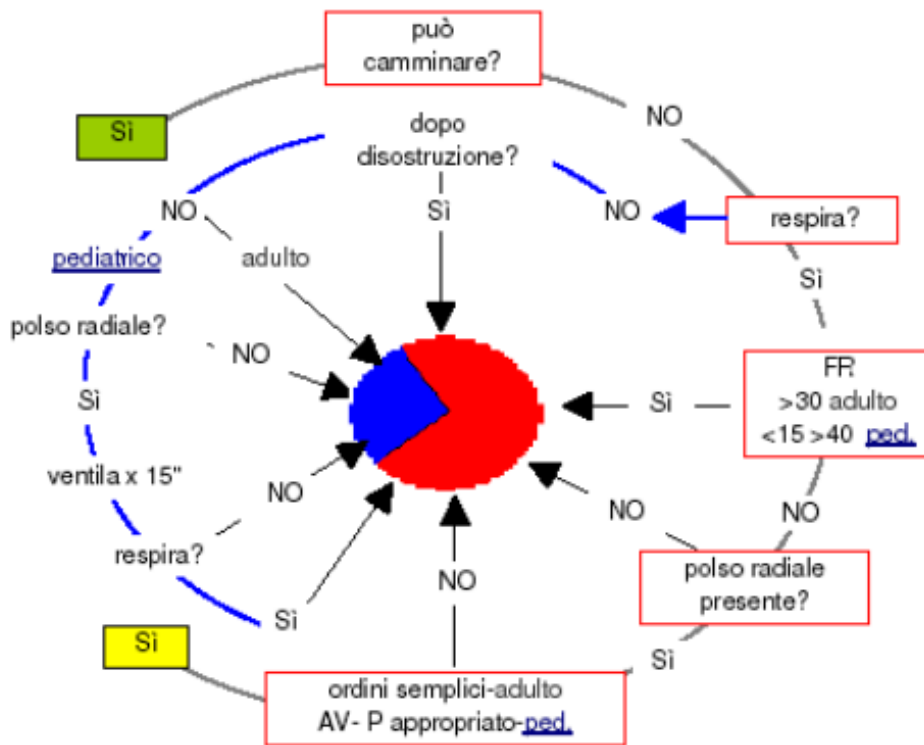 può
camminare?
Sì
NO
dopo
disostruzione?
Sì
NO
NO
respira?
pediatrico
adulto
Sì
polso radiale?
NO
FR
>30 adulto
<15 >40 ped.
Sì
Sì
ventila x 15"
NO
NO
NO
respira?
NO
polso radiale
presente?
Sì
Sì
Sì
ordini semplici-adulto
AV- P appropriato-ped.